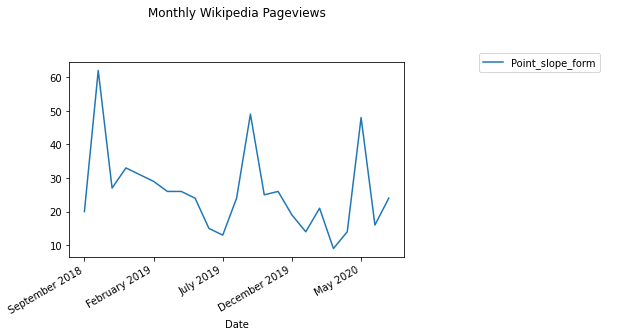 Monthly Wikipedia Pageviews
Point_slope_form
60
50
40
30
20
10
September 2018
February 2019
July 2019
December 2019
May 2020
Date